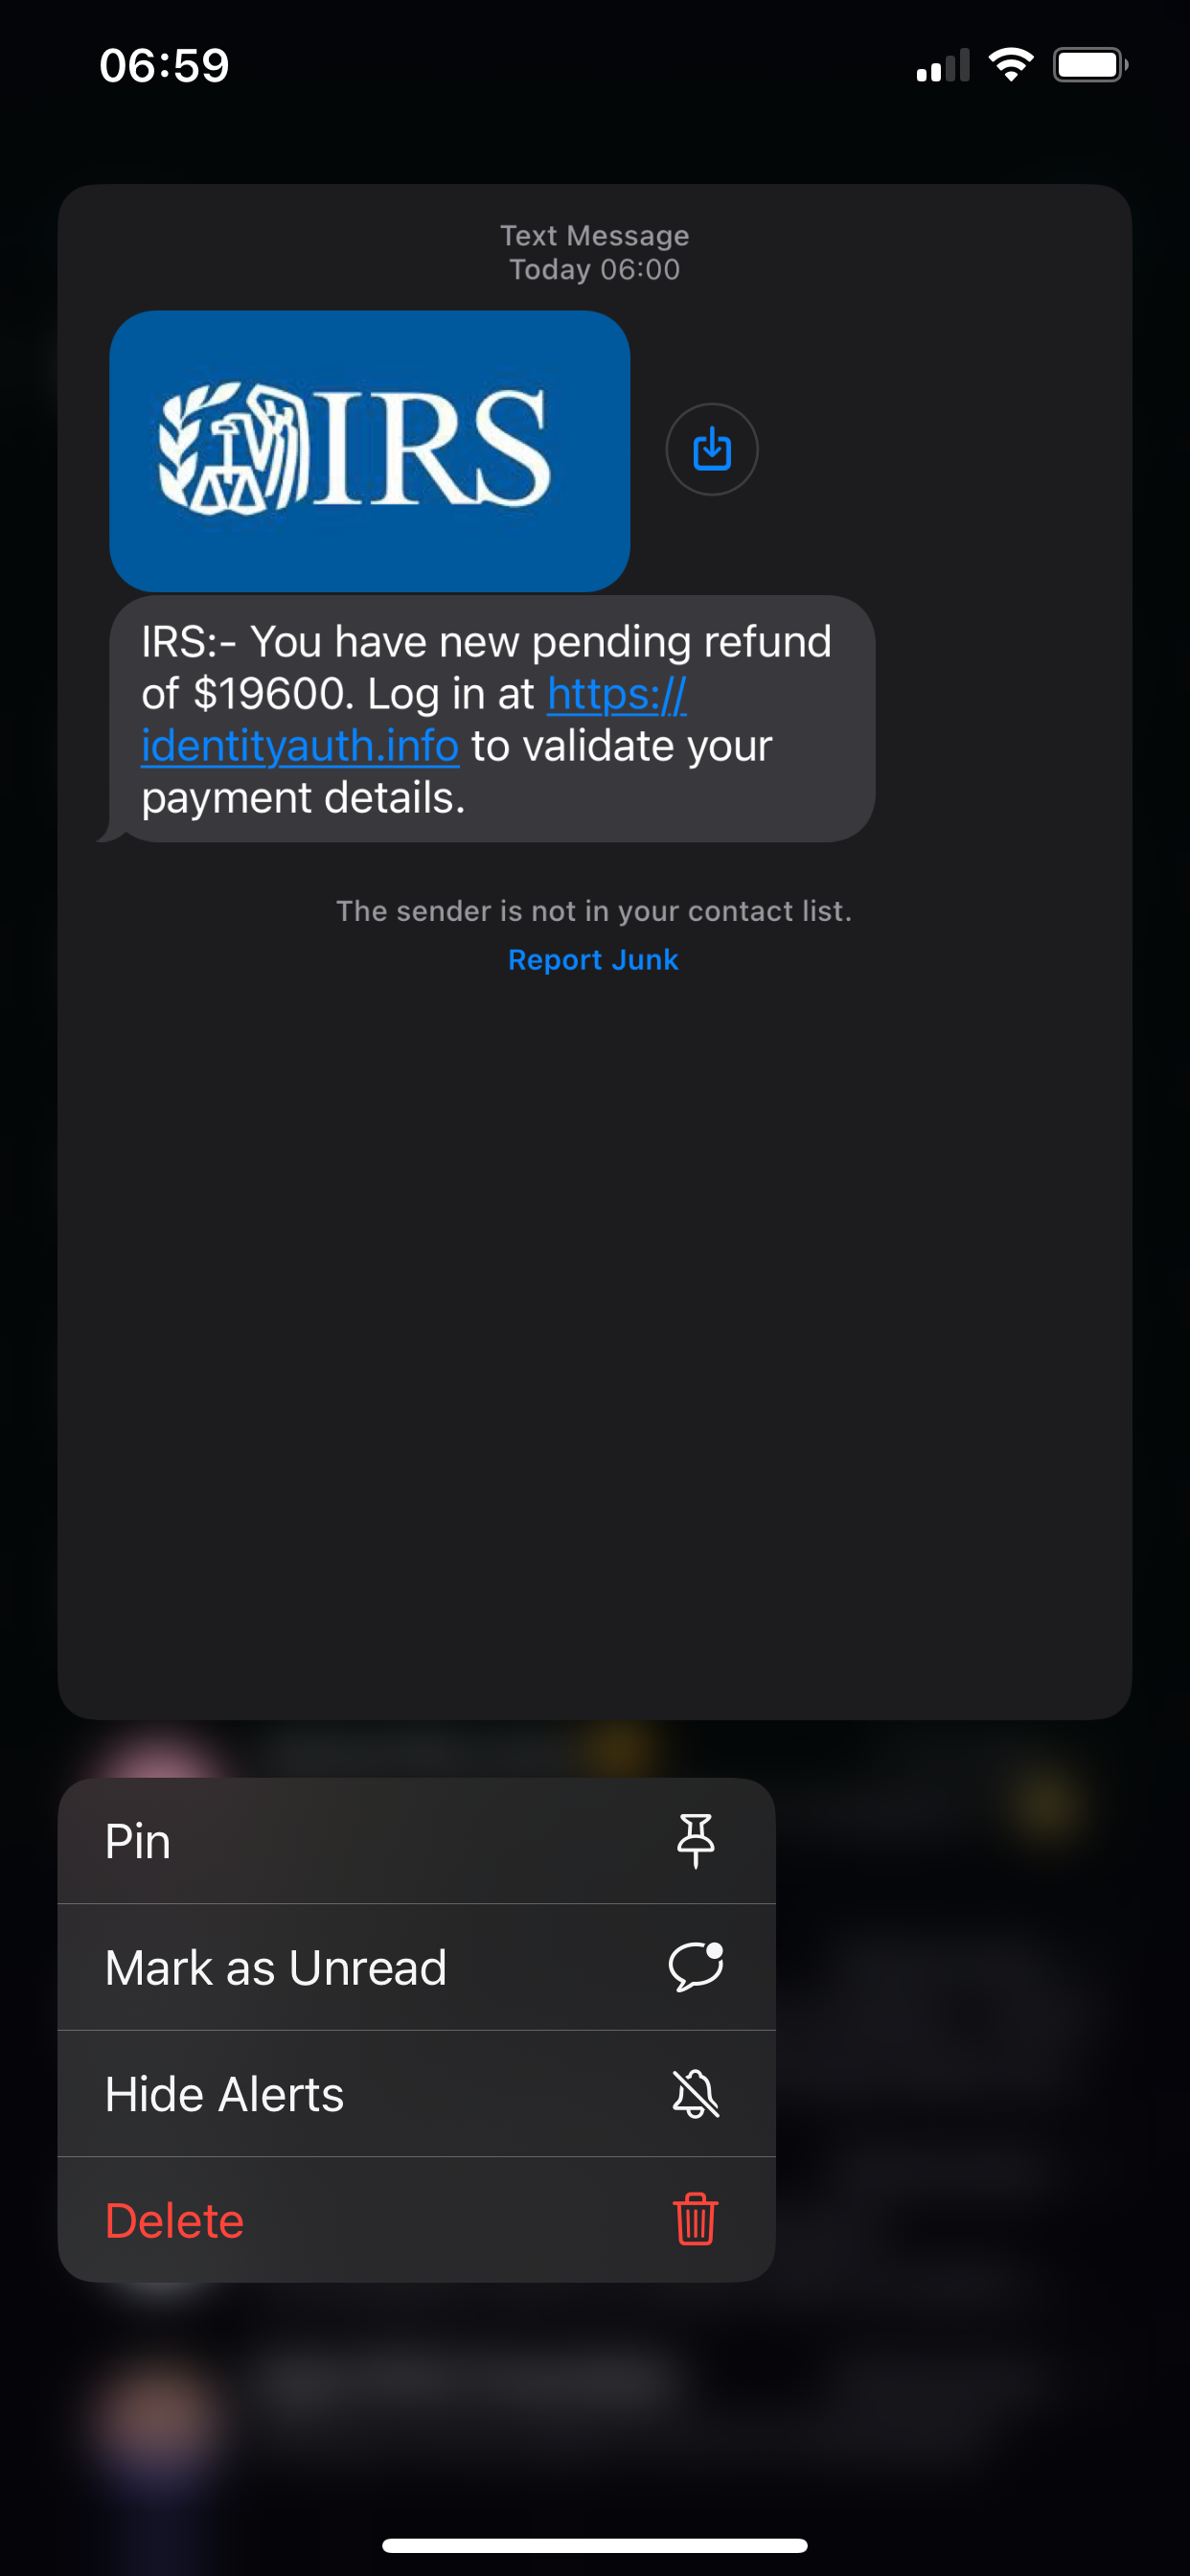 06:59
Text Message
Today 06:00
IRS
IRS:- You have new pending refund
of $19600. Log in at https://
identityauth.info to validate your
payment details.
The sender is not in your contact list.
Report Junk
Pin
Mark as Unread
Hide Alerts
Delete